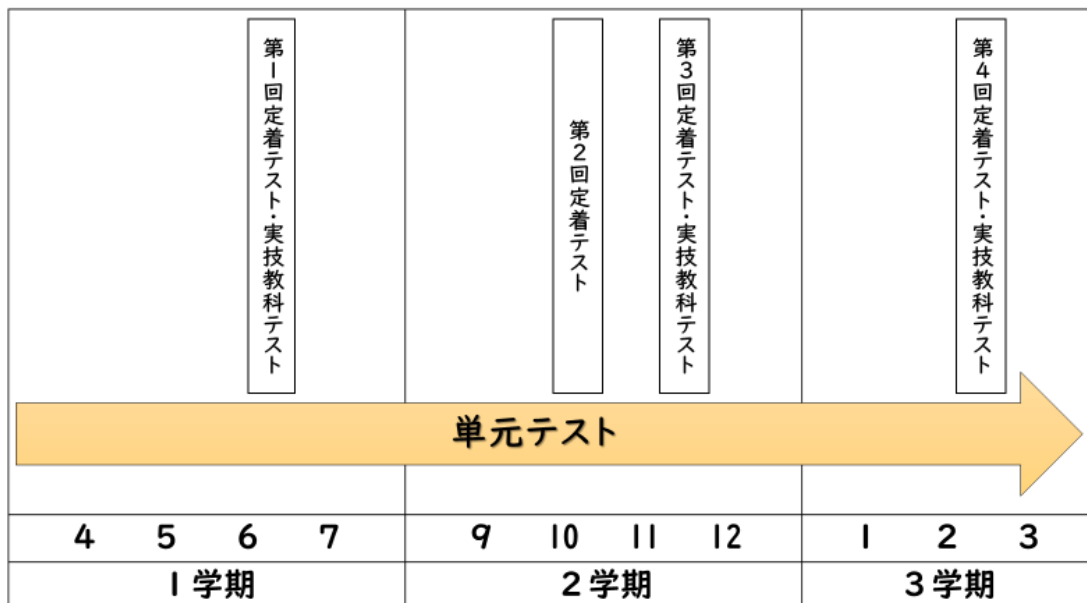 第1回定着テスト・実技教科テスト
第2回定着テスト
第3回定着テスト・実技教科テスト
第4回定着テスト・実技教科テスト
単元テスト
4 5 6 7 9 10 11 12 1 2 3
1学期 2学期 3学期